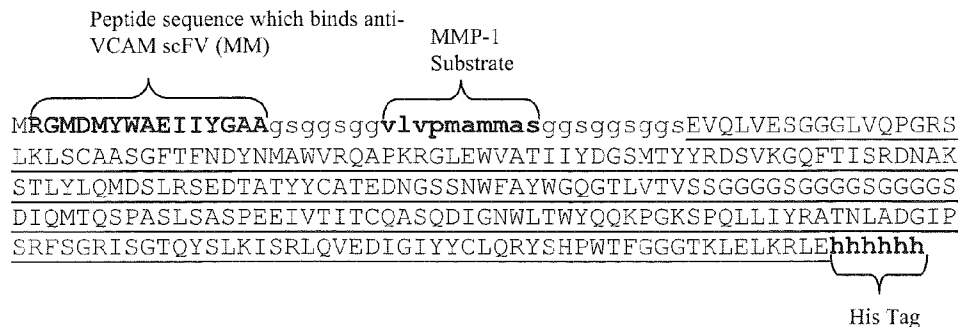 Peptide sequence which binds anti-
VCAM scFV (MM)
MMP-1
Substrate
MRGMDMYWAEIIYGAAgsggsggvlvpmammasggsggsggsEVQLVESGGGLVQPGRS
LKLSCAASGFTFNDYNMAWVRQAPKRGLEWVATIIYDGSMTYYRDSVKGQFTISRDNAK
STLYLQMDSLRSEDTATYYCATEDNGSSNWFAYWGQGTLVTVSSGGGGSGGGGSGGGGS
DIQMTQSPASLSASPEEIVTITCQASQDIGNWLTWYQQKPGKSPQLLIYRATNLADGIP
SRFSGRISGTQYSLKISRLQVEDIGIYYCLQRYSHPWTFGGGTKLELKRLEhhhhhh
His Tag